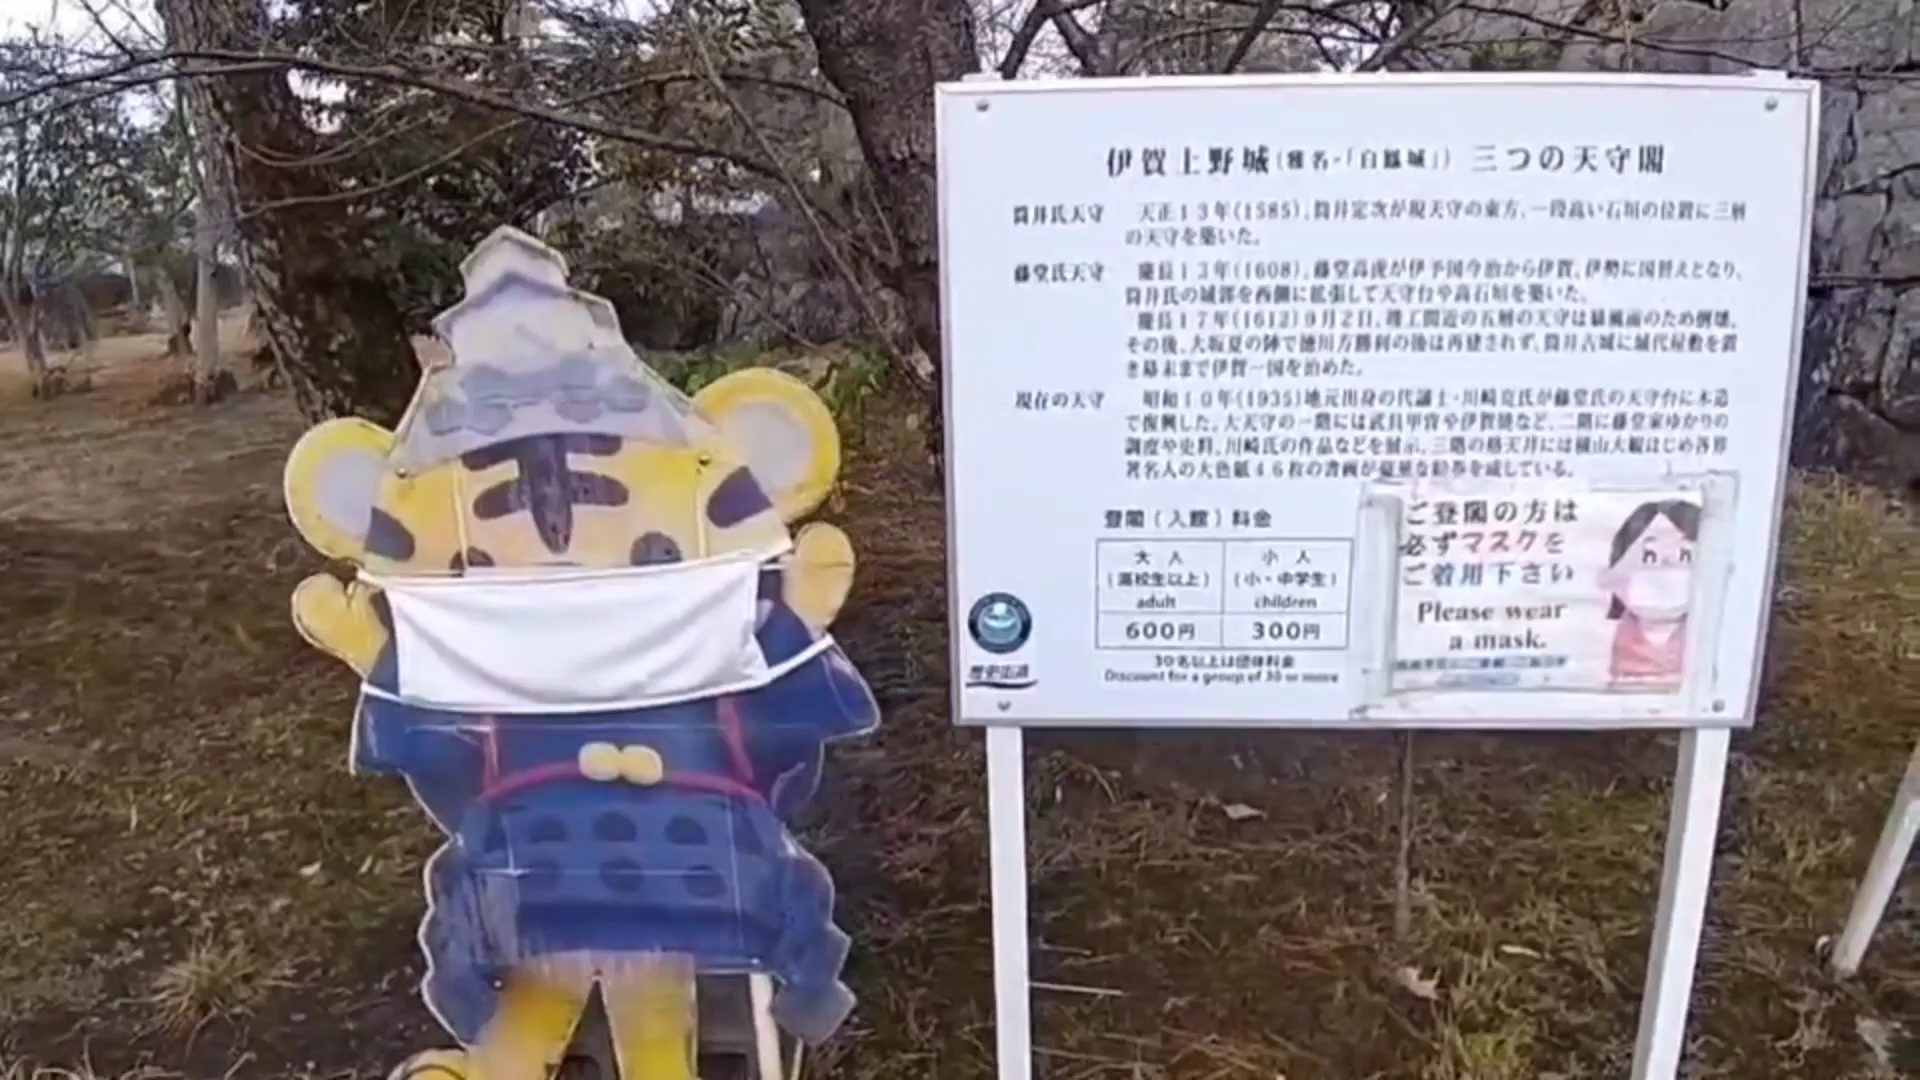 伊賀上野城(雅名・「白鳳城」) 三つの天守閣
筒井氏天守 天正13年(1585)、筒井定次が現天守の東方、一段高い石垣の位置に三層
の天守を築いた。
藤堂氏天守 慶長13年(1608)、藤堂高虎が伊予国今治から伊賀、伊勢に国替えとなり、
筒井氏の城郭を西側に拡張して天守台や高石垣を築いた。
慶長17年(1612)9月2日、竣工間近の五層の天守は暴風雨のため倒壊。
その後、大坂夏の陣で徳川方勝利の後は再建されず、筒井古城に城代屋敷を置
き幕末まで伊賀一国を治めた。
現在の天守 昭和10年(1935)地元出身の代議士・川崎克氏が藤堂氏の天守台に木造
で復興した。大天守の一階には武具甲冑や伊賀焼など、二階に藤堂家ゆかりの
調度や史料、川崎氏の作品などを展示。三階の格天井には横山大観はじめ各界
著名人の大色紙46枚の書画が豪華な絵巻を成している。
登閣(入館)料金
大人
(高校生以上)
adult
600円
小人
(小・中学生)
children
300円
30名以上は団体料金
Discount for a group of 30 or more
歴史街道
ご登閣の方は
必ずマスクを
ご着用下さい
Please wear
a mask.